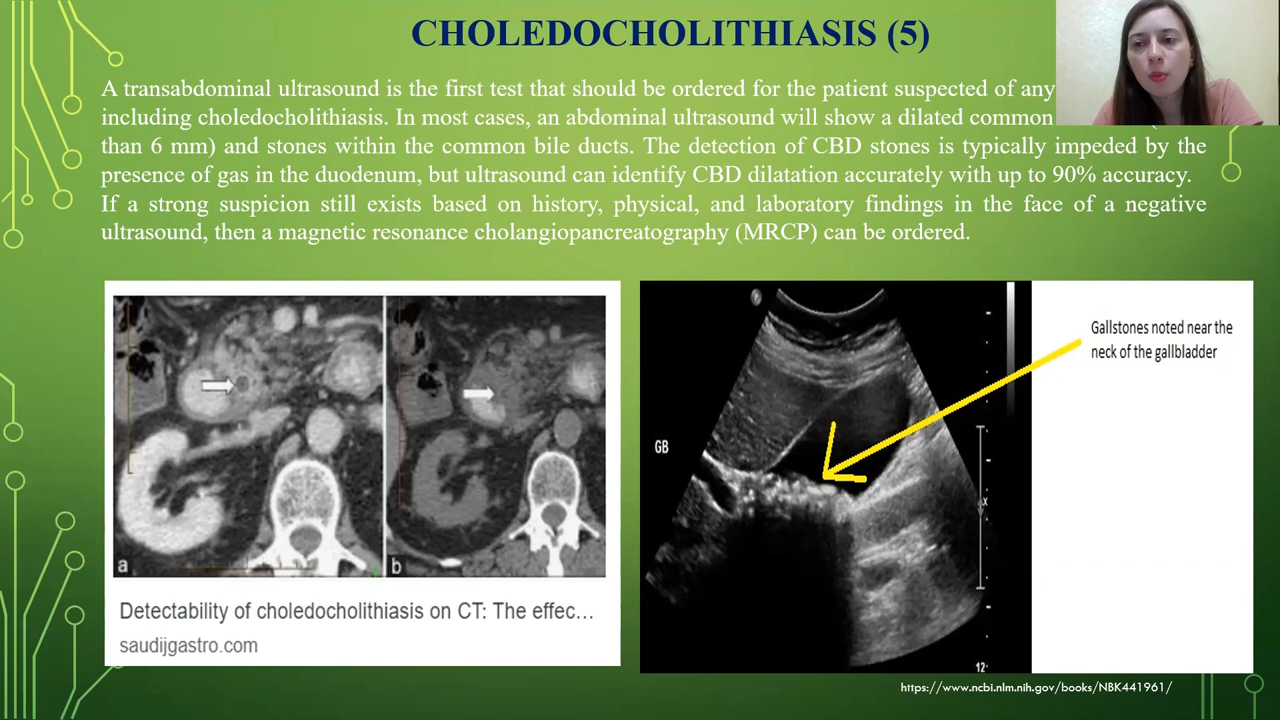 CHOLEDOCHOLITHIASIS (5)
A transabdominal ultrasound is the first test that should be ordered for the patient suspected of any
including choledocholithiasis. In most cases, an abdominal ultrasound will show a dilated common
than 6 mm) and stones within the common bile ducts. The detection of CBD stones is typically impeded by the
presence of gas in the duodenum, but ultrasound can identify CBD dilatation accurately with up to 90% accuracy.
If a strong suspicion still exists based on history, physical, and laboratory findings in the face of a negative
ultrasound, then a magnetic resonance cholangiopancreatography (MRCP) can be ordered.
a
b
Detectability of choledocholithiasis on CT: The effec...
saudijgastro.com
GB
Gallstones noted near the
neck of the gallbladder
x
12
https://www.ncbi.nlm.nih.gov/books/NBK441961/